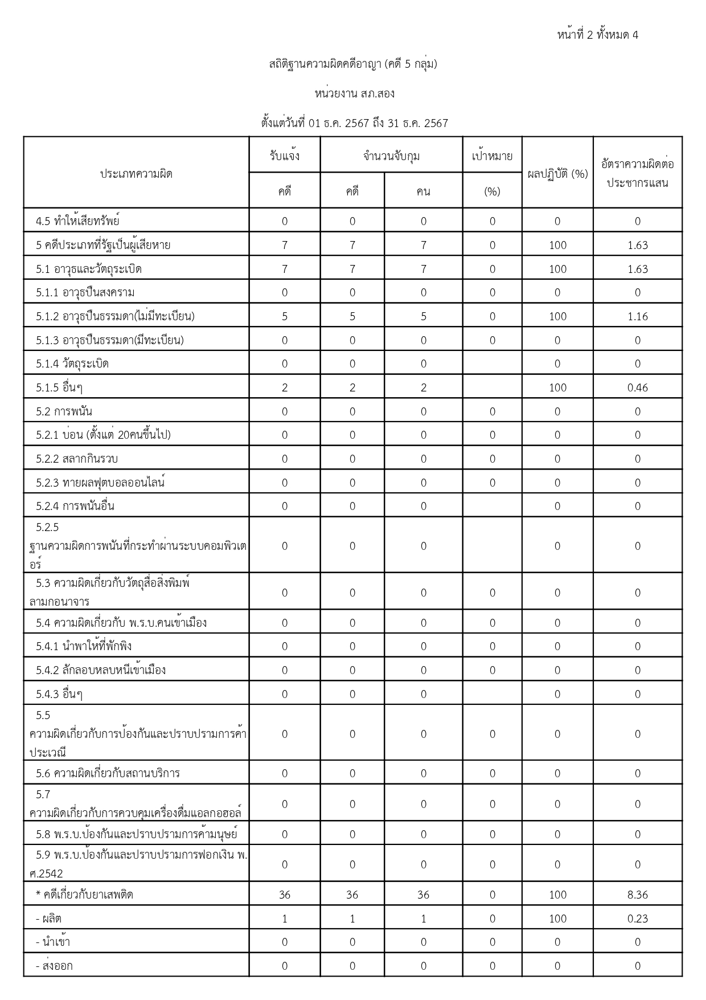 หน้าที่ 2 ทั้งหมด 4
สถิติฐานความผิดคดีอาญา (คดี 5 กลุ่ม)
หน่วยงาน สภ.สอง
ตั้งแต่วันที่ 01 ธ.ค. 2567 ถึง 31 ธ.ค. 2567
ประเภทความผิด รับแจ้ง จำนวนจับกุม เป้าหมาย ผลปฏิบัติ (%) อัตราความผิดต่อ
ประชากรแสน
คดี คดี คน (%)
4.5 ทำให้เสียทรัพย์ 0 0 0 0 0 0
5 คดีประเภทที่รัฐเป็นผู้เสียหาย 7 7 7 0 100 1.63
5.1 อาวุธและวัตถุระเบิด 7 7 7 0 100 1.63
5.1.1 อาวุธปืนสงคราม 0 0 0 0 0 0
5.1.2 อาวุธปืนธรรมดา(ไม่มีทะเบียน) 5 5 5 0 100 1.16
5.1.3 อาวุธปืนธรรมดา(มีทะเบียน) 0 0 0 0 0 0
5.1.4 วัตถุระเบิด 0 0 0 0 0
5.1.5 อื่นๆ 2 2 2 100 0.46
5.2 การพนัน 0 0 0 0 0 0
5.2.1 บ่อน (ตั้งแต่ 20คนขึ้นไป) 0 0 0 0 0 0
5.2.2 สลากกินรวบ 0 0 0 0 0 0
5.2.3 ทายผลฟุตบอลออนไลน์ 0 0 0 0 0 0
5.2.4 การพนันอื่น 0 0 0 0 0
5.2.5
ฐานความผิดการพนันที่กระทำผ่านระบบคอมพิวเต 0 0 0 0 0
อร์
5.3 ความผิดเกี่ยวกับวัตถุสื่อสิ่งพิมพ์
ลามกอนาจาร 0 0 0 0 0 0
5.4 ความผิดเกี่ยวกับ พ.ร.บ.คนเข้าเมือง 0 0 0 0 0 0
5.4.1 นำพาให้ที่พักพิง 0 0 0 0 0 0
5.4.2 ลักลอบหลบหนีเข้าเมือง 0 0 0 0 0 0
5.4.3 อื่นๆ 0 0 0 0 0
5.5
ความผิดเกี่ยวกับการป้องกันและปราบปรามการค้า 0 0 0 0 0 0
ประเวณี
5.6 ความผิดเกี่ยวกับสถานบริการ 0 0 0 0 0 0
5.7
ความผิดเกี่ยวกับการควบคุมเครื่องดื่มแอลกอฮอล์ 0 0 0 0 0 0
5.8 พ.ร.บ.ป้องกันและปราบปรามการค้ามนุษย์ 0 0 0 0 0 0
5.9 พ.ร.บ.ป้องกันและปราบปรามการฟอกเงิน พ.
ศ.2542 0 0 0 0 0 0
* คดีเกี่ยวกับยาเสพติด 36 36 36 0 100 8.36
- ผลิต 1 1 1 0 100 0.23
- นำเข้า 0 0 0 0 0 0
- ส่งออก 0 0 0 0 0 0